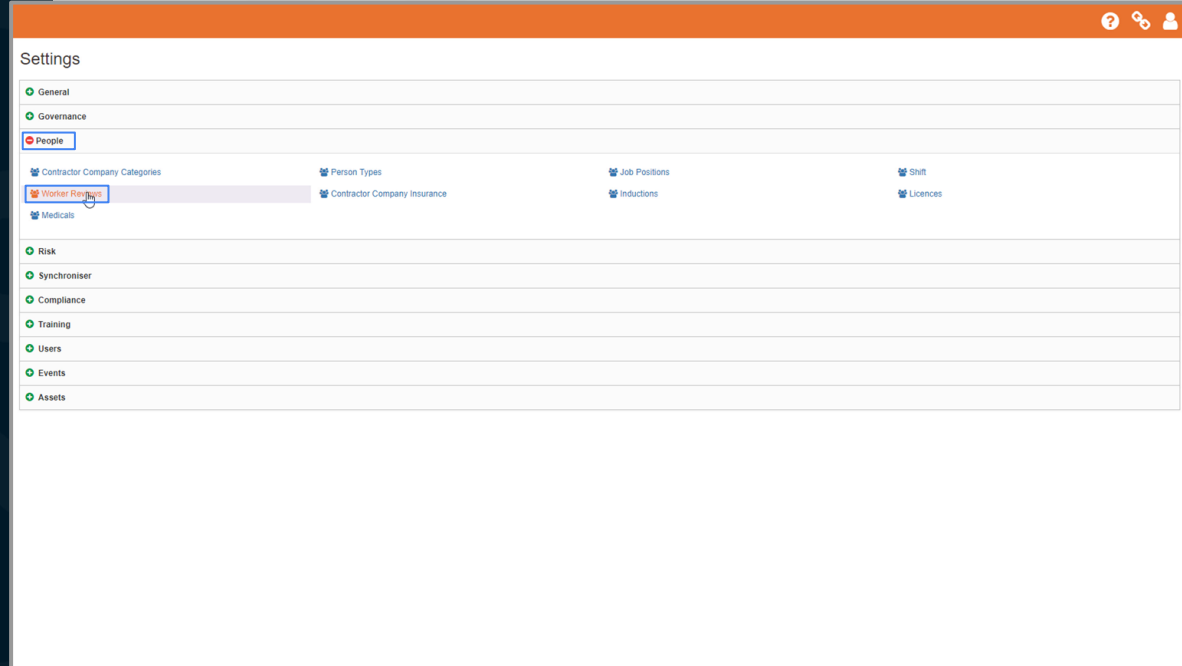 Settings
General
Governance
People
Contractor Company Categories Person Types Job Positions Shift
Worker Reviews Contractor Company Insurance Inductions Licences
Medicals
Risk
Synchroniser
Compliance
Training
Users
Events
Assets